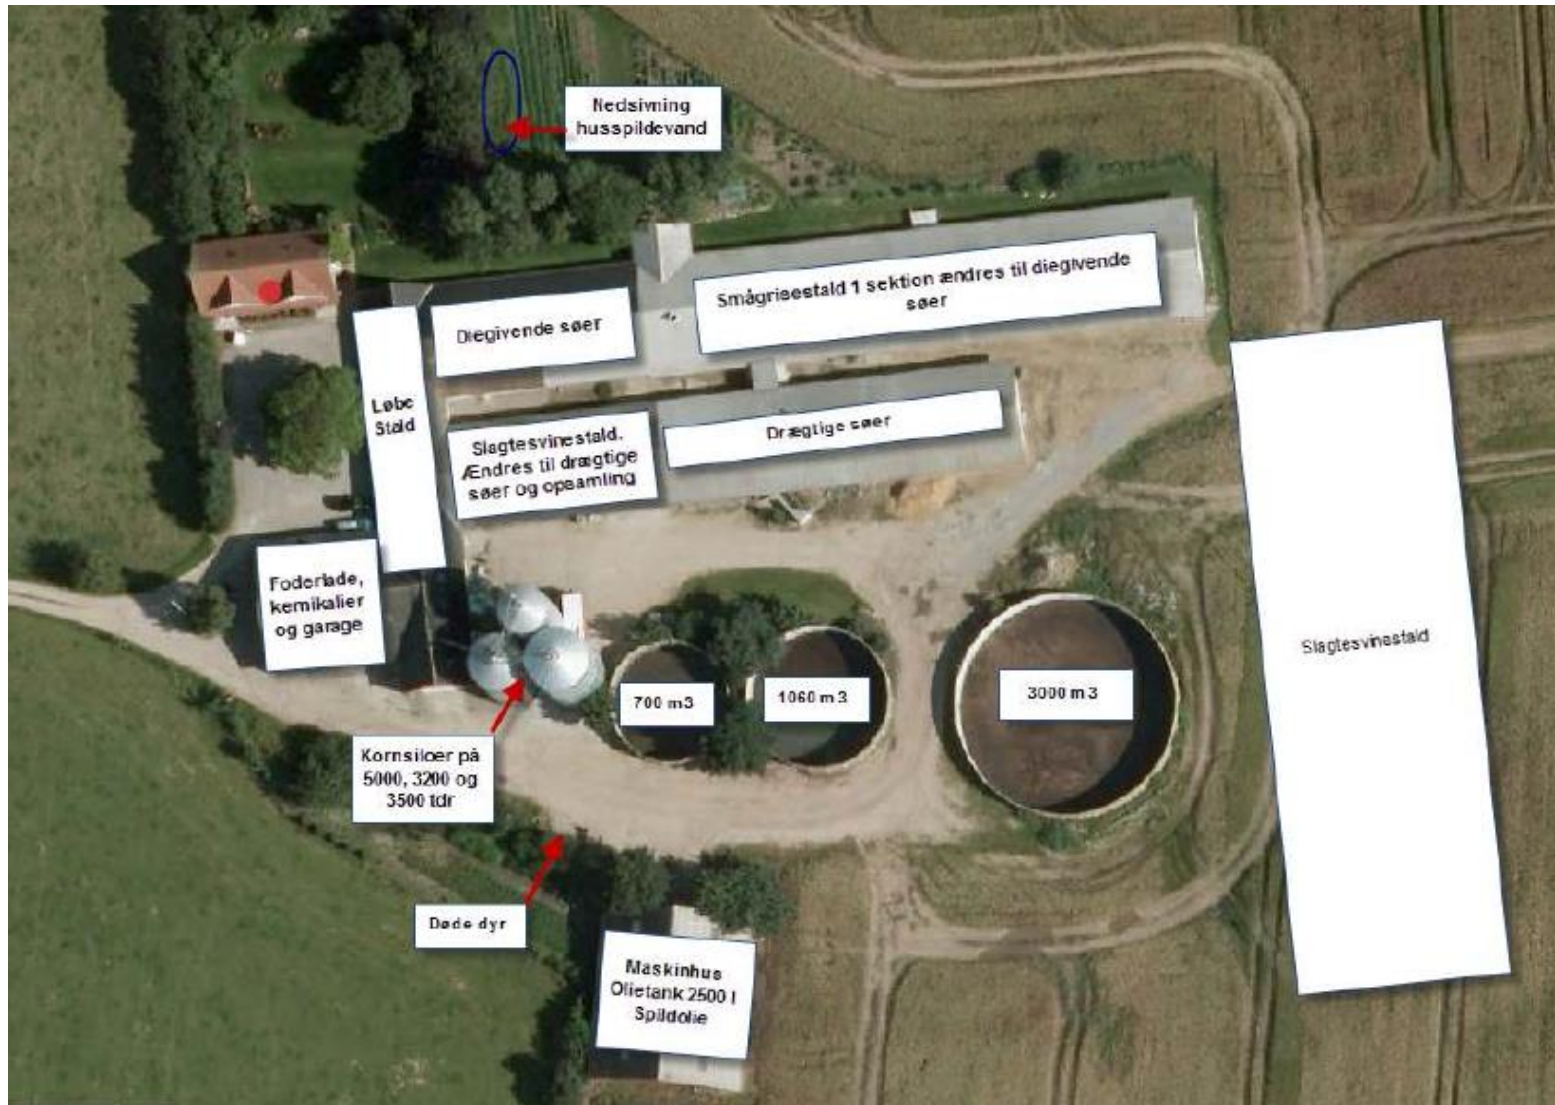 Nedsivning
husspildevand
Smågrisestald 1 sektion ændres til diegivende
søer
Diegivende søer
Løbe
Stald
Slagtesvinestald.
Ændres til drægtige
søer og opsamling
Drægtige søer
Foderlade,
kemikalier
og garage
Slagtesvinestald
700 m3
1060 m3
3000 m3
Kornsiloer på
5000, 3200 og
3500 tdr
Døde dyr
Maskinhus
Olietank 2500 l
Spildolie